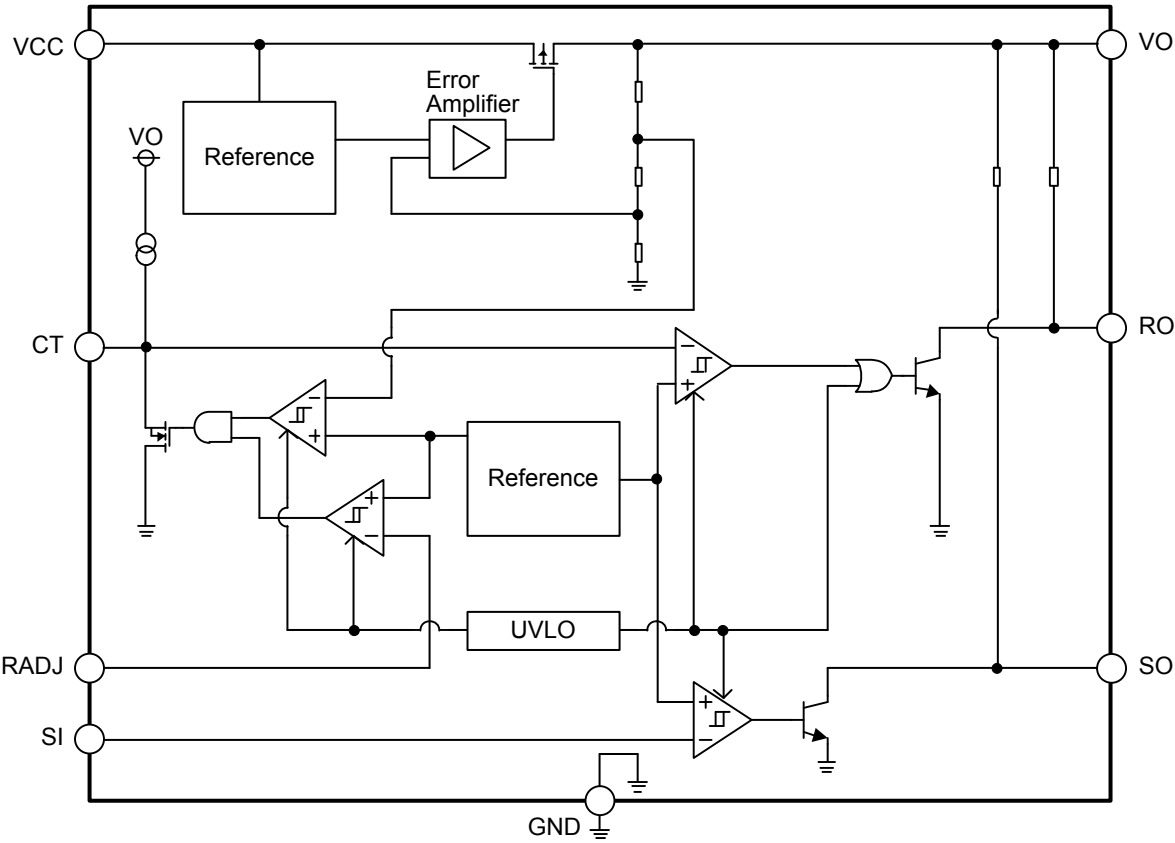 VCC
VO
Error
Amplifier
VO
Reference
CT
RO
−
+
−
+
Reference
+
−
UVLO
RADJ
SO
+
−
SI
GND